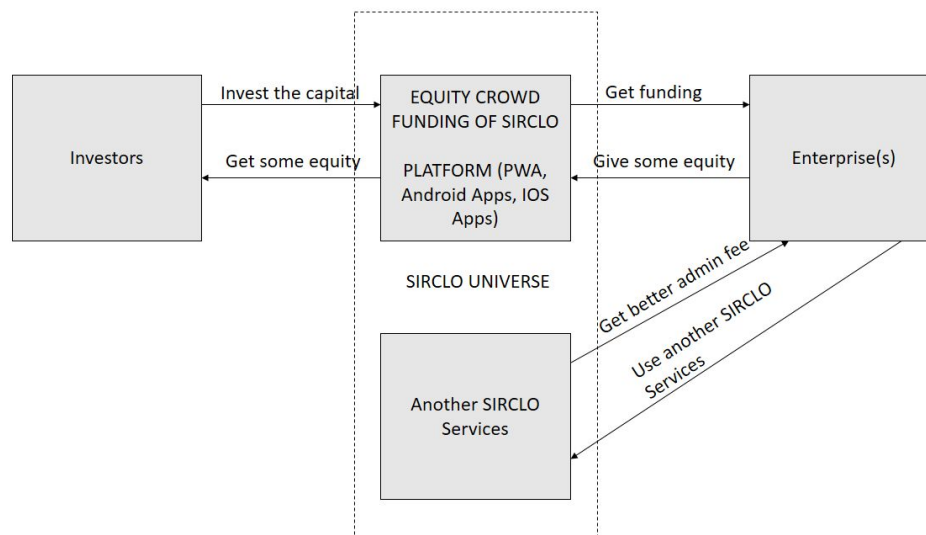 Invest the capital
EQUITY CROWD
FUNDING OF SIRCLO
Get funding
Investors
Get some equity
PLATFORM (PWA,
Android Apps, IOS
Apps)
Give some equity
Enterprise(s)
SIRCLO UNIVERSE
Get better admin fee
Use another SIRCLO
Services
Another SIRCLO
Services